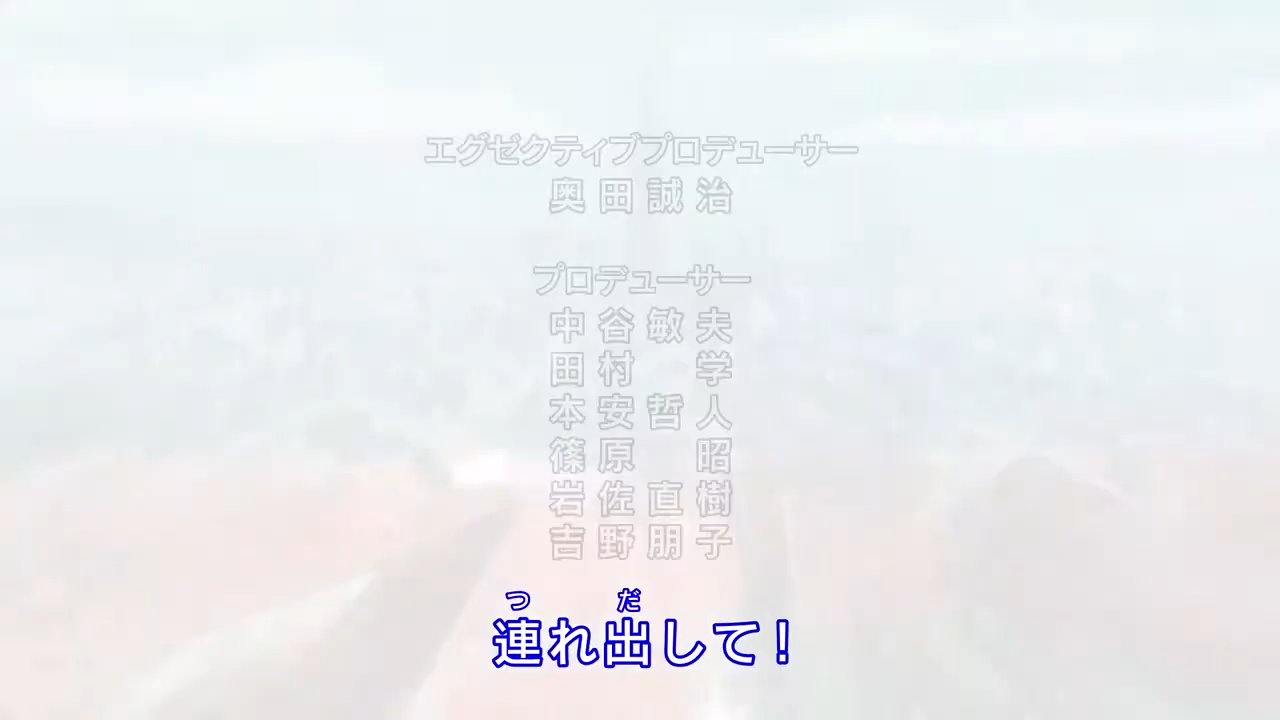 エグゼクティブプロデューサー
奥田誠治
プロデューサー
中谷敏夫
田村 学
本安哲人
篠原 昭
岩佐直樹
吉野朋子
つ だ
連れ出して!